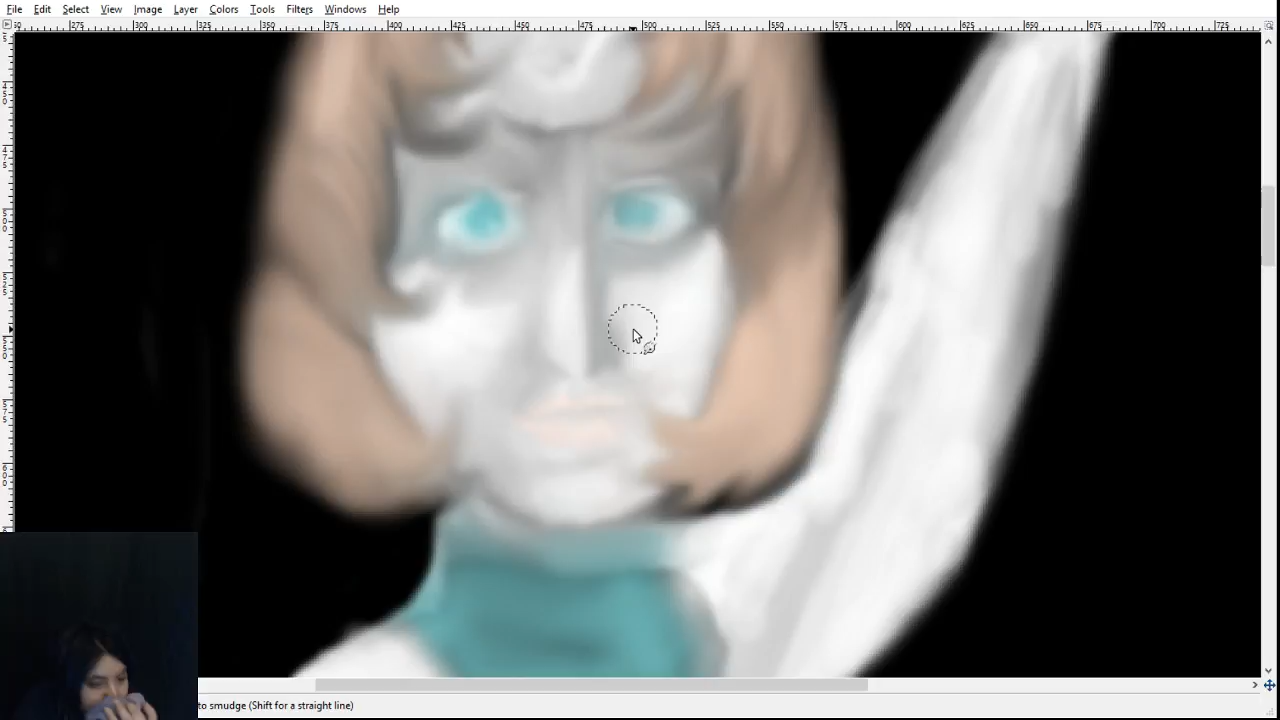 File Edit Select View Image Layer Colors Tools Filters Windows Help
275 300 325 350 375 400 425 450 475 500 525 550 575 600 625 650 675 700 725
to smudge (Shift for a straight line)